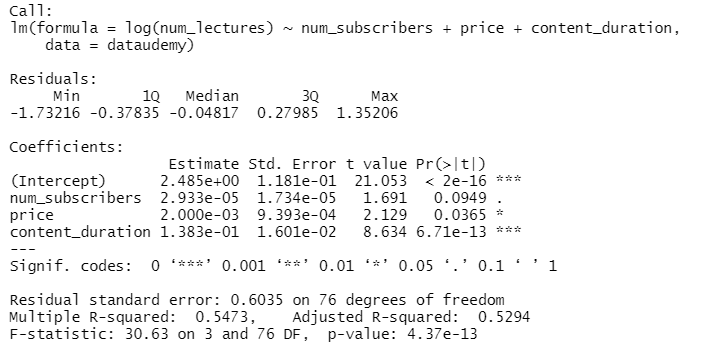 Call:
lm(formula = log(num_lectures) ~ num_subscribers + price + content_duration,
    data = dataudemy)

Residuals:
     Min       1Q   Median       3Q      Max
-1.73216 -0.37835 -0.04817  0.27985  1.35206

Coefficients:
                  Estimate Std. Error t value Pr(>|t|)
(Intercept)      2.485e+00  1.181e-01  21.053  < 2e-16 ***
num_subscribers  2.933e-05  1.734e-05   1.691   0.0949 .
price            2.000e-03  9.393e-04   2.129   0.0365 *
content_duration 1.383e-01  1.601e-02   8.634 6.71e-13 ***
---
Signif. codes:  0 ‘***’ 0.001 ‘**’ 0.01 ‘*’ 0.05 ‘.’ 0.1 ‘ ’ 1

Residual standard error: 0.6035 on 76 degrees of freedom
Multiple R-squared:  0.5473,    Adjusted R-squared:  0.5294
F-statistic: 30.63 on 3 and 76 DF,  p-value: 4.37e-13